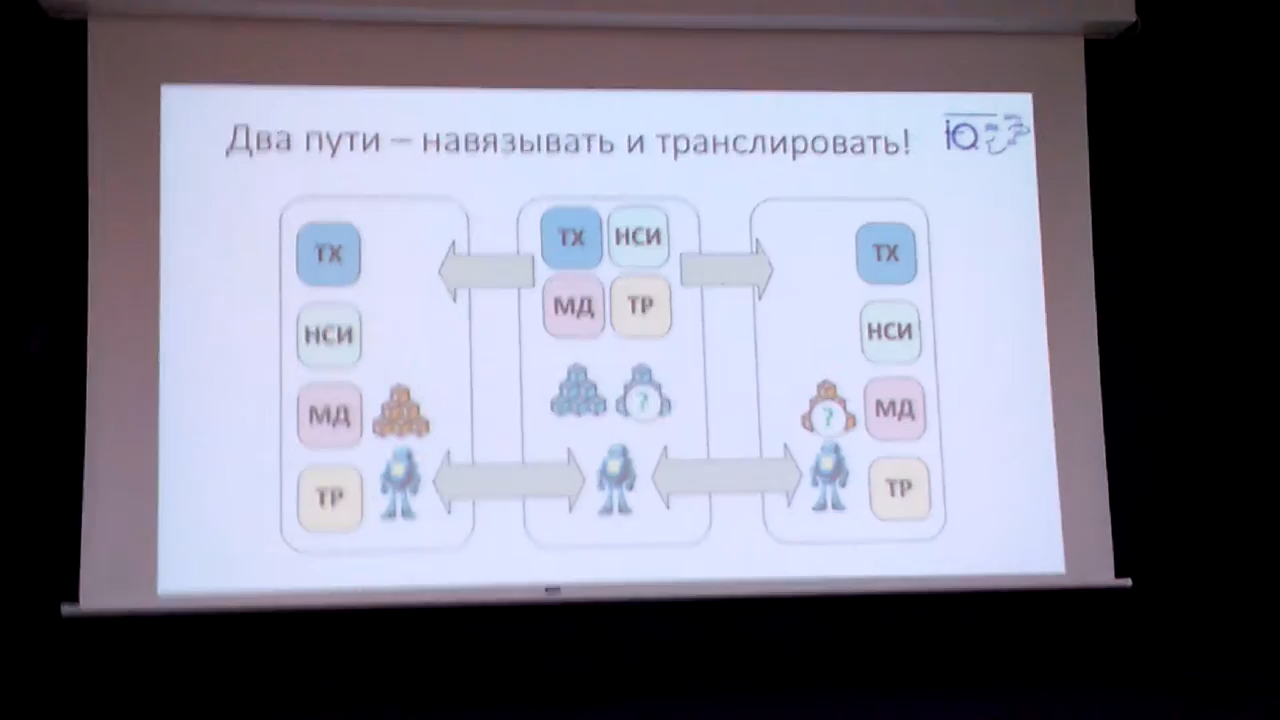 Два пути – навязывать и транслировать!
ТХ
НСИ
МД
ТР
ТХ НСИ
МД ТР
?
ТХ
НСИ
МД
ТР
?